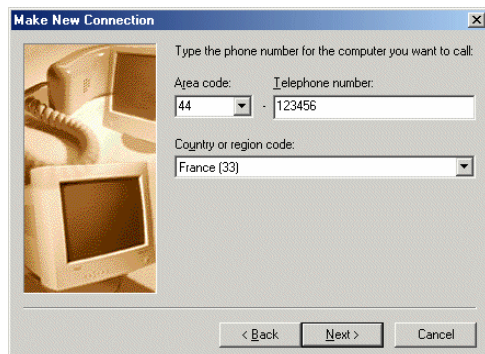 Make New Connection
Type the phone number for the computer you want to call:
Area code: Telephone number:
44 - 123456
Country or region code:
France (33)
< Back Next > Cancel